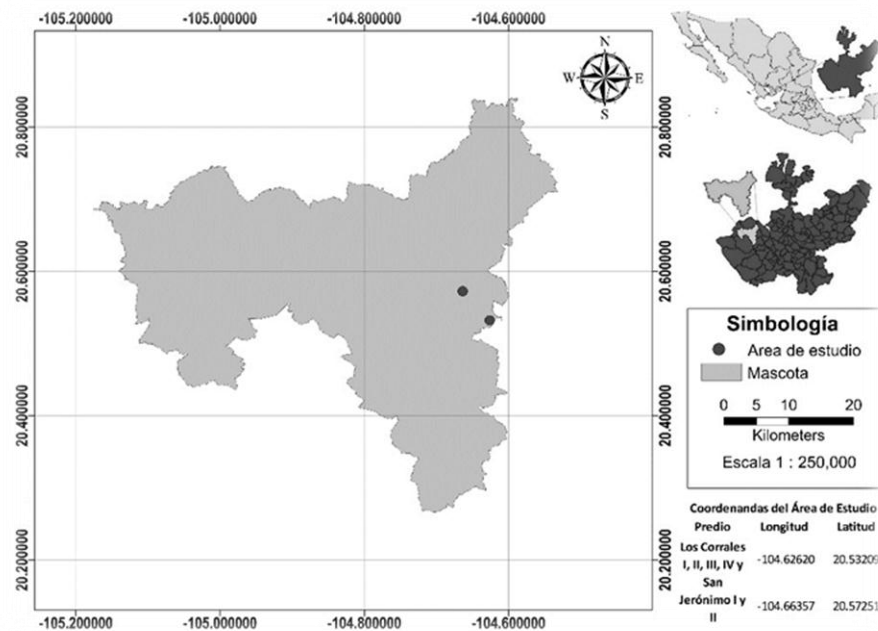 -105.200000 -105.000000 -104.800000 -104.600000
N
W E
S
20.800000 20.800000
20.600000 20.600000
20.400000 20.400000
20.200000 20.200000
-105.200000 -105.000000 -104.800000 -104.600000
Simbología
Area de estudio
Mascota
0 5 10 20
Kilometers
Escala 1 : 250,000
Coordenandas del Área de Estudio
Predio Longitud Latitud
Los Corrales
I, II, III, IV y -104.62620 20.53209
San
Jerónimo I y -104.66357 20.57251
II